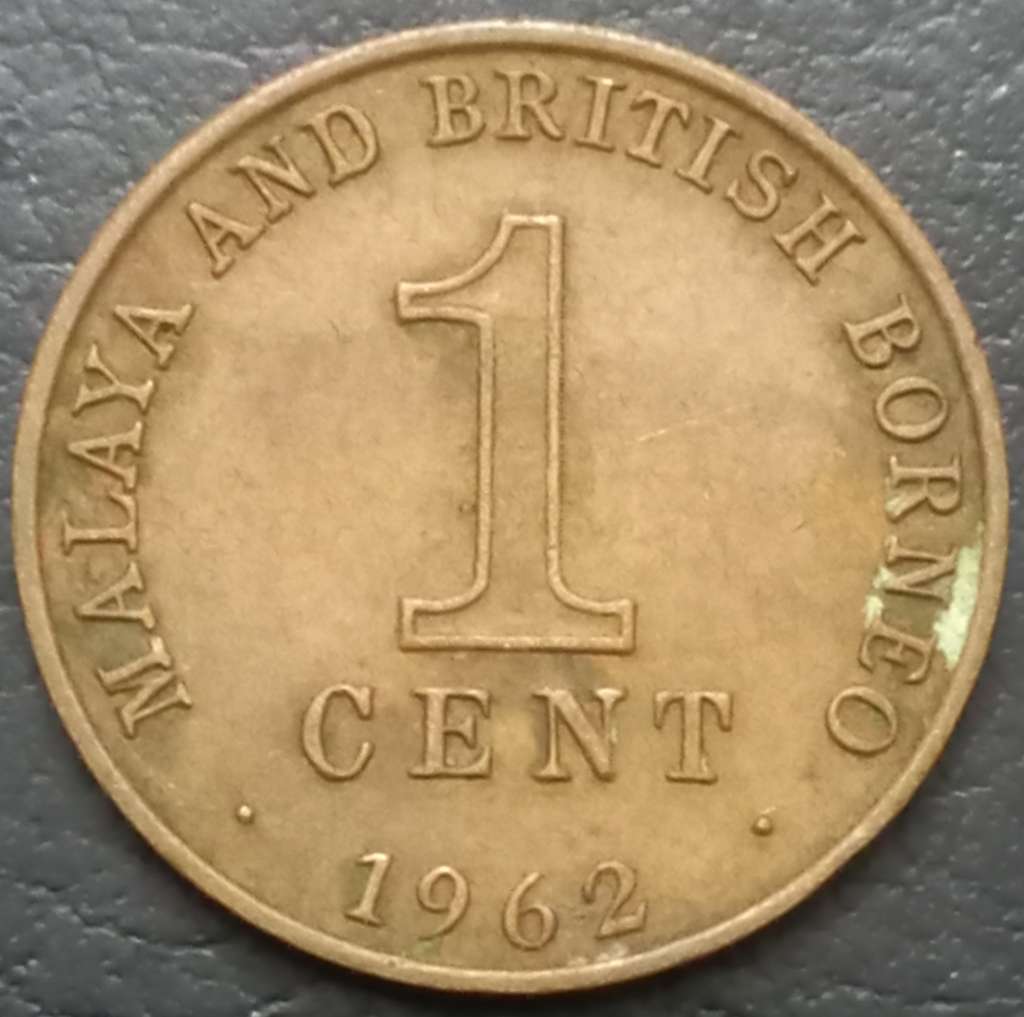 MALAYA AND BRITISH BORNEO
1
CENT
· 1962 ·